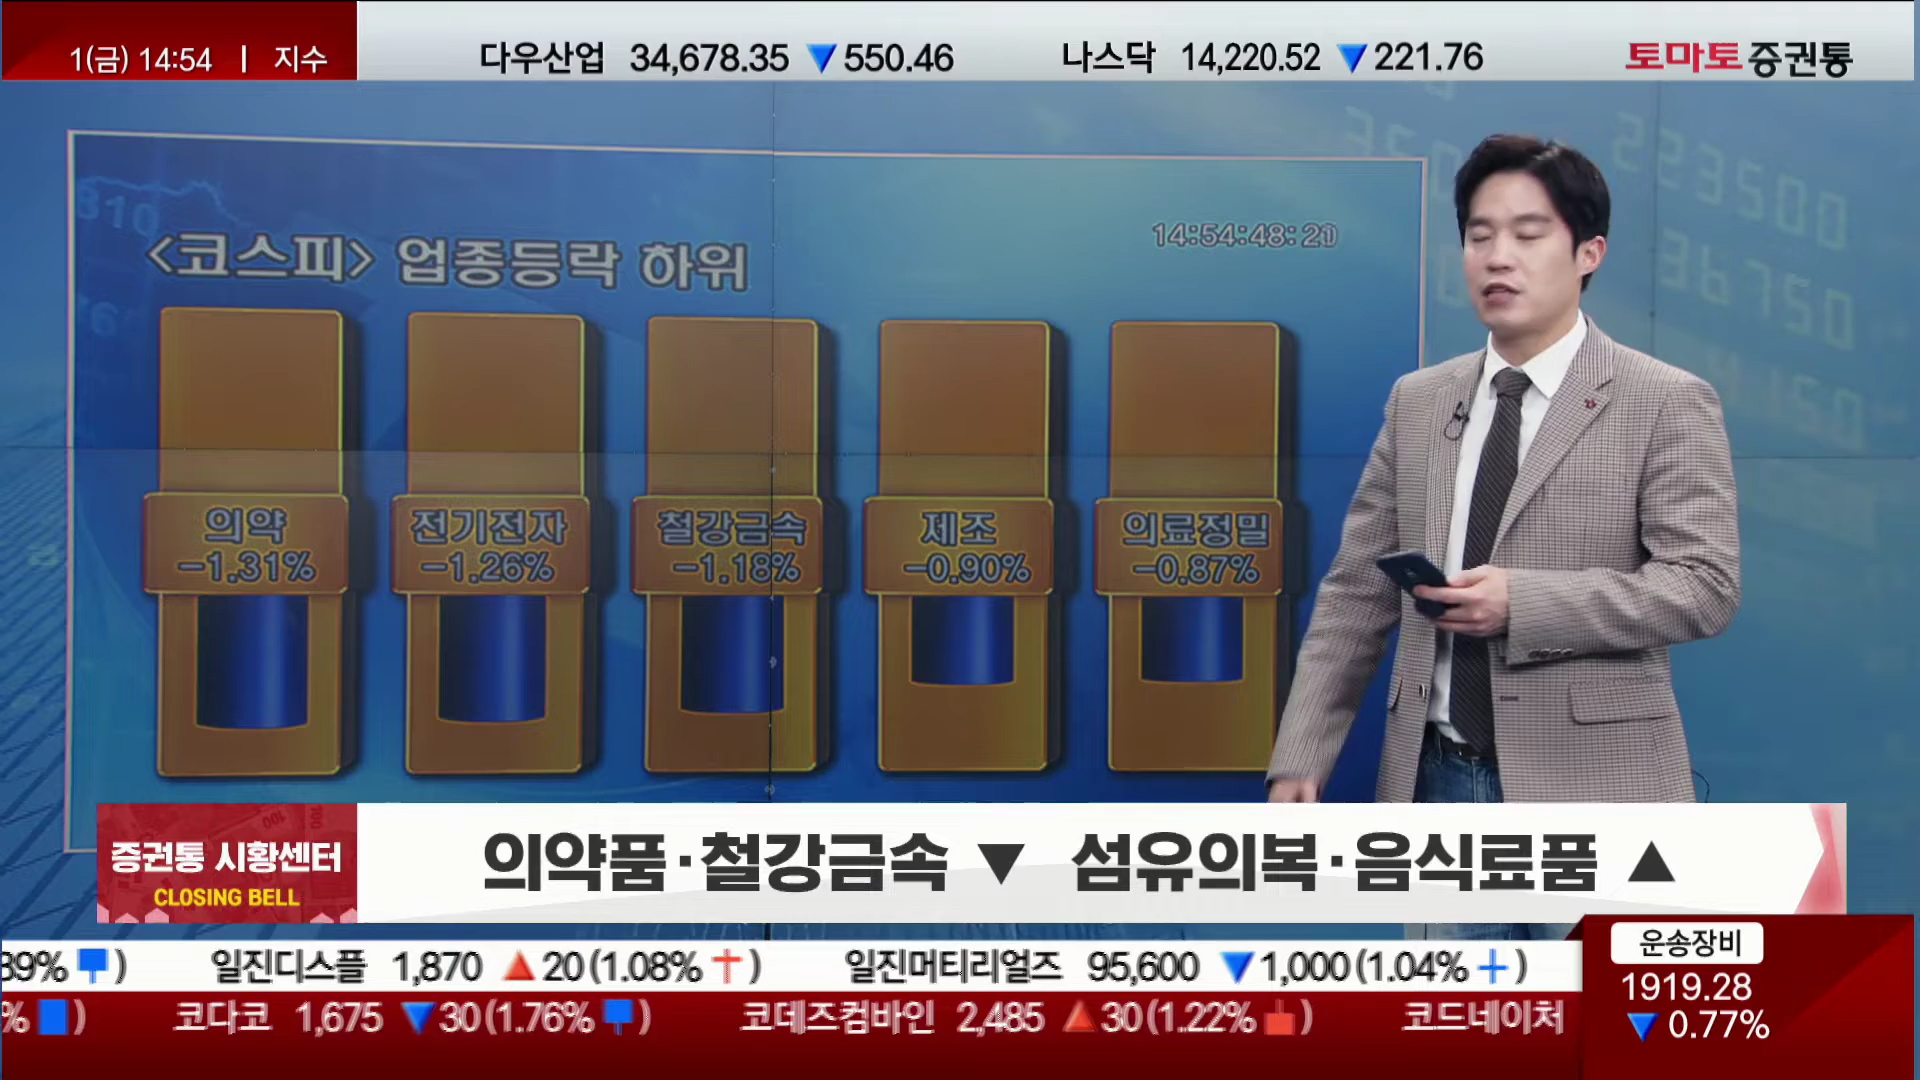 1(금) 14:54 | 지수
다우산업 34,678.35 ▼550.46
나스닥 14,220.52 ▼221.76
토마토증권통
<코스피> 업종등락 하위
223500
36750
의약
-1.31%
전기전자
-1.26%
철강금속
-1.18%
제조
-0.90%
의료정밀
-0.87%
증권통 시황센터
CLOSING BELL
의약품·철강금속 ▼ 섬유의복·음식료품 ▲
89% ) 일진디스플 1,870 ▲20(1.08% ) 일진머티리얼즈 95,600 ▼1,000(1.04% )
% ) 코다코 1,675 ▼30(1.76% ) 코데즈컴바인 2,485 ▲30(1.22% ) 코드네이처
운송장비
1919.28
▼ 0.77%